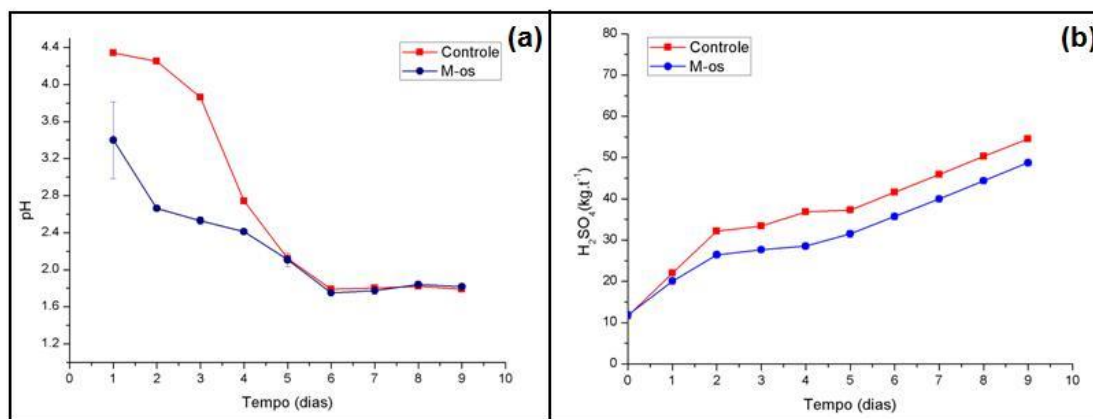 (a)
Controle
M-os
pH
4.4
4.0
3.6
3.2
2.8
2.4
2.0
1.6
1.2
0 1 2 3 4 5 6 7 8 9 10
Tempo (dias)
(b)
Controle
M-os
H₂SO₄(kg.t⁻¹)
80
70
60
50
40
30
20
10
0
0 1 2 3 4 5 6 7 8 9 10
Tempo (dias)